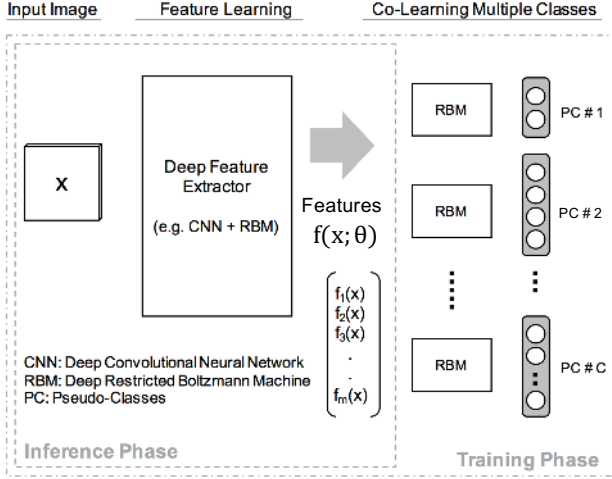 Input Image
Feature Learning
Co-Learning Multiple Classes
X
Deep Feature
Extractor
(e.g. CNN + RBM)
Features
f(x; θ)
f₁(x)
f₂(x)
f₃(x)
.
.
fₘ(x)
RBM
PC # 1
RBM
PC # 2
RBM
PC # C
CNN: Deep Convolutional Neural Network
RBM: Deep Restricted Boltzmann Machine
PC: Pseudo-Classes
Inference Phase
Training Phase